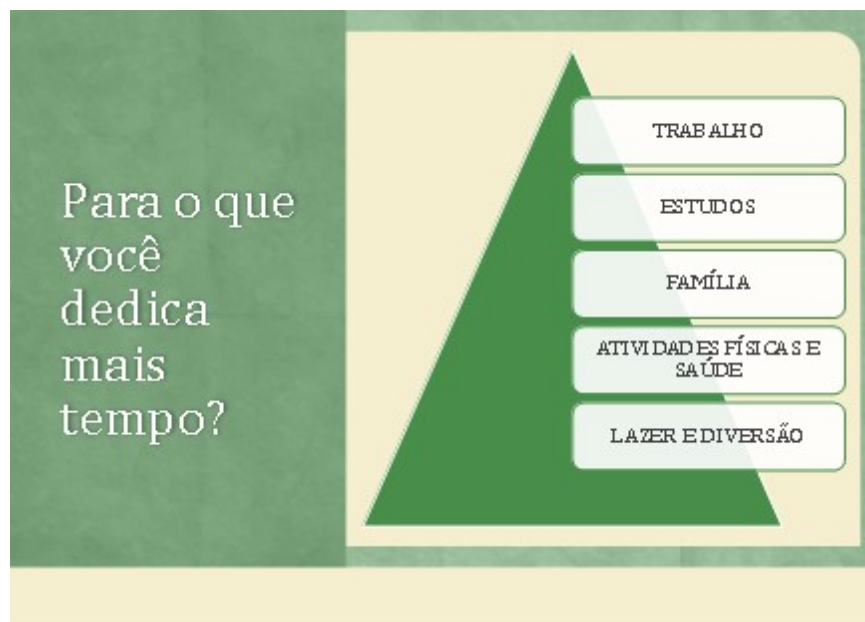 Para o que
você
dedica
mais
tempo?
TRABALHO
ESTUDOS
FAMÍLIA
ATIVIDADES FÍSICAS E
SAÚDE
LAZER E DIVERSÃO